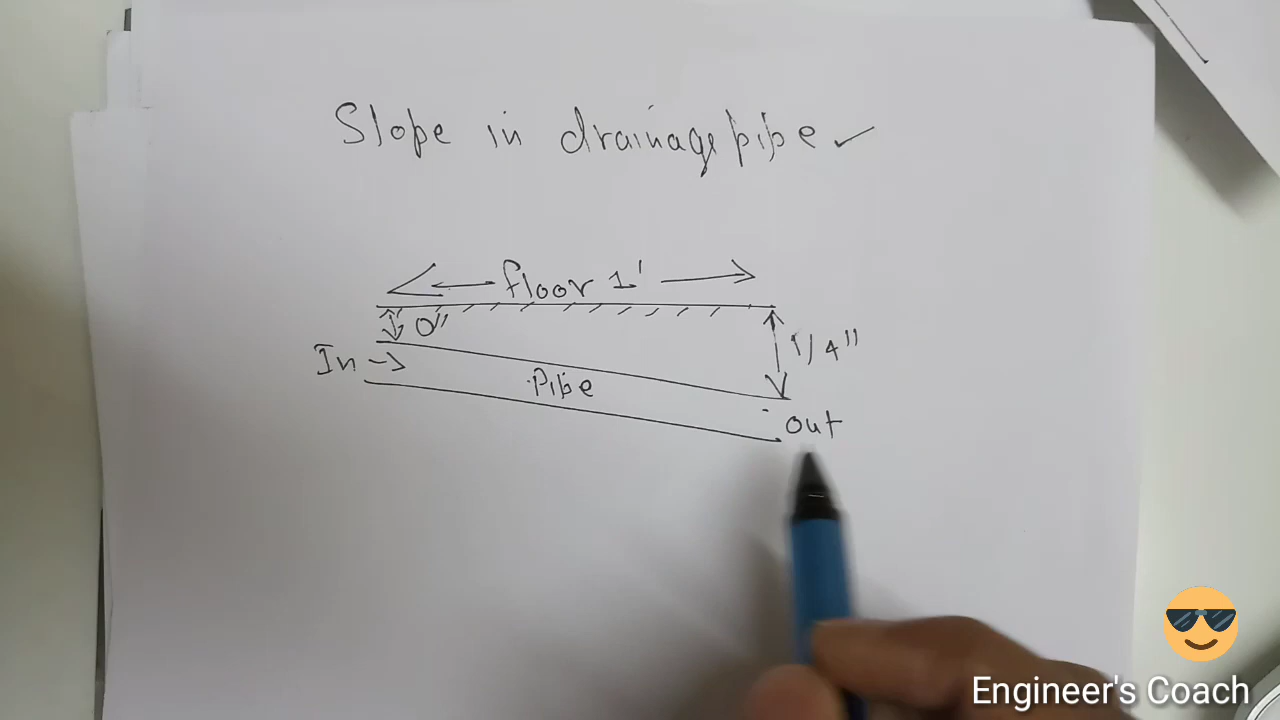 Slope in drainage pipe
floor 1'
0"
1/4"
In
Pipe
out
Engineer's Coach